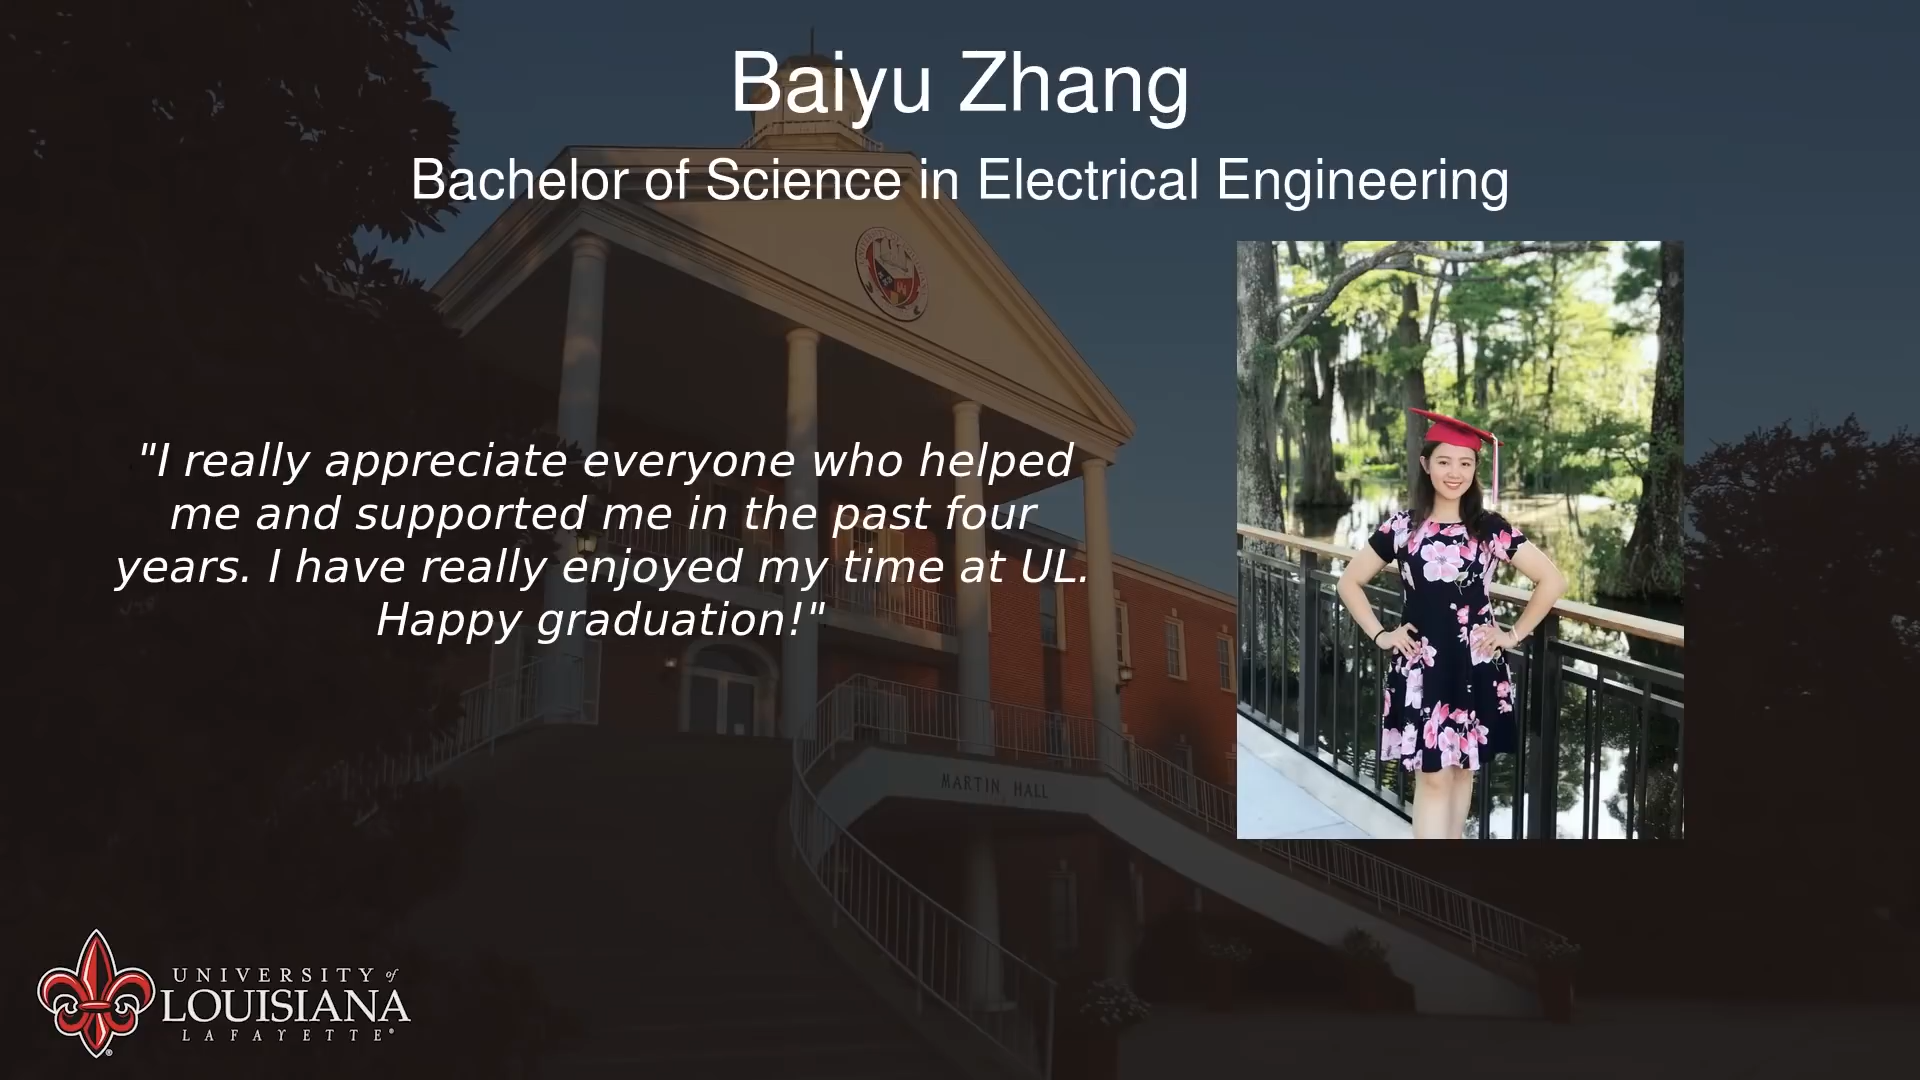 Baiyu Zhang
Bachelor of Science in Electrical Engineering
"I really appreciate everyone who helped
me and supported me in the past four
years. I have really enjoyed my time at UL.
Happy graduation!"
MARTIN HALL
UNIVERSITY of
LOUISIANA
LAFAYETTE®
®